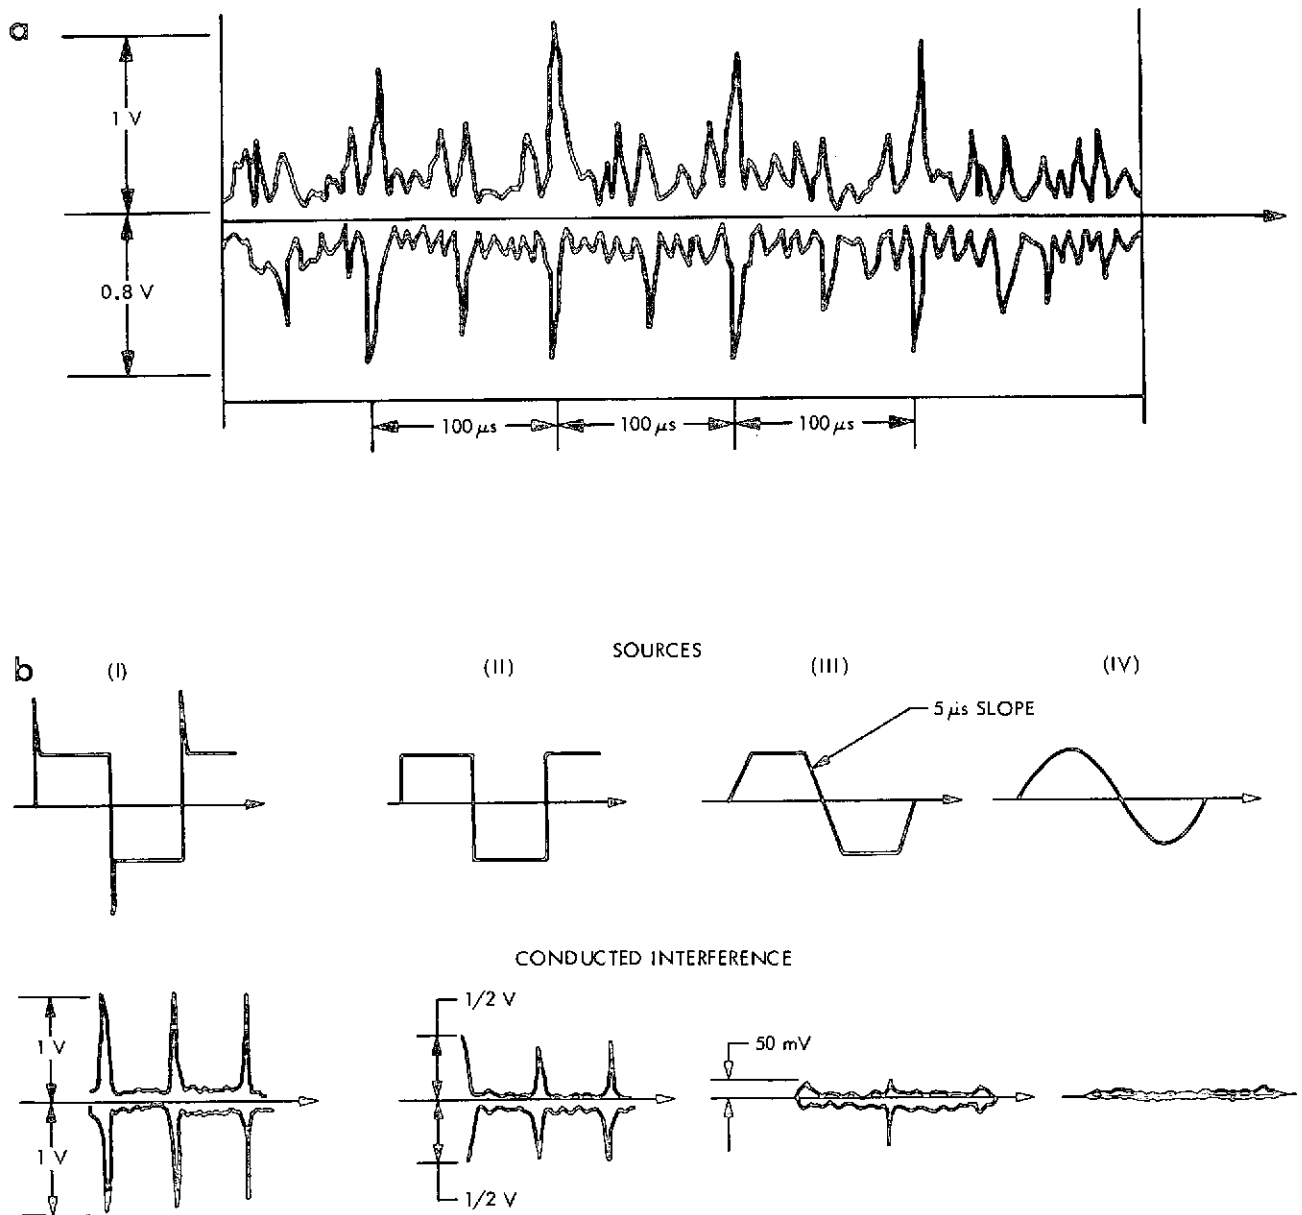 a
1 V
0.8 V
100 μs 100 μs 100 μs
SOURCES
b (I) (II) (III) (IV)
5 μs SLOPE
CONDUCTED INTERFERENCE
1/2 V
50 mV
1 V
1 V
1/2 V